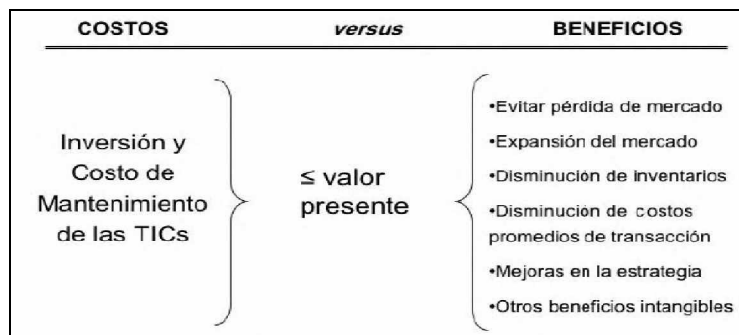 COSTOS versus BENEFICIOS
Inversión y
Costo de
Mantenimiento
de las TICs
≤ valor
presente
•Evitar pérdida de mercado
•Expansión del mercado
•Disminución de inventarios
•Disminución de costos
promedios de transacción
•Mejoras en la estrategia
•Otros beneficios intangibles